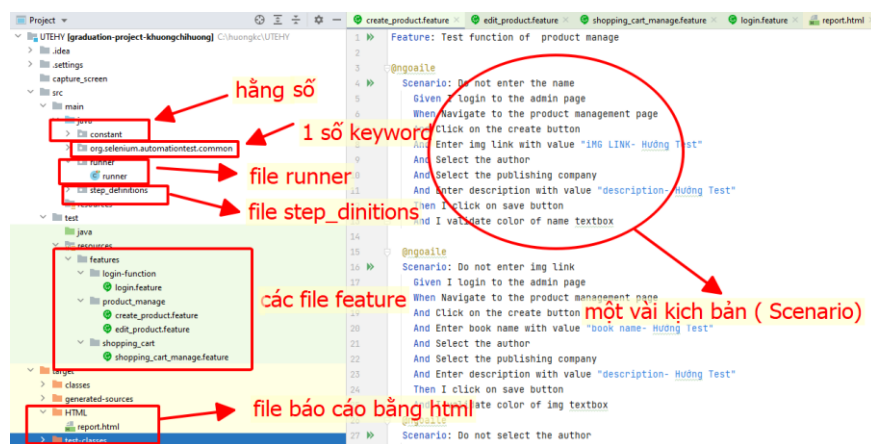 Project
create_product.feature
edit_product.feature
shopping_cart_manage.feature
login.feature
report.html
UTEHY [graduation-project-khuongchihuong] C:\huongkc\UTEHY
.idea
.settings
capture_screen
src
main
java
constant
org.selenium.automationtest.common
runner
runner
step_definitions
resources
test
java
resources
features
login-function
login.feature
product_manage
create_product.feature
edit_product.feature
shopping_cart
shopping_cart_manage.feature
target
classes
generated-sources
HTML
report.html
test-classes
hằng số
1 số keyword
file runner
file step_dinitions
các file feature
file báo cáo bằng html
một vài kịch bản ( Scenario)
1 Feature: Test function of product manage
2
3 @ngoaile
4 Scenario: Do not enter the name
5 Given I login to the admin page
6 When Navigate to the product management page
7 And Click on the create button
8 And Enter img link with value "iMG LINK- Hướng Test"
9 And Select the author
10 And Select the publishing company
11 And Enter description with value "description- Hướng Test"
12 Then I click on save button
13 And I validate color of name textbox
14
15 @ngoaile
16 Scenario: Do not enter img link
17 Given I login to the admin page
18 When Navigate to the product management page
19 And Click on the create button
20 And Enter book name with value "book name- Hướng Test"
21 And Select the author
22 And Select the publishing company
23 And Enter description with value "description- Hướng Test"
24 Then I click on save button
25 And I validate color of img textbox
26 @ngoaile
27 Scenario: Do not select the author